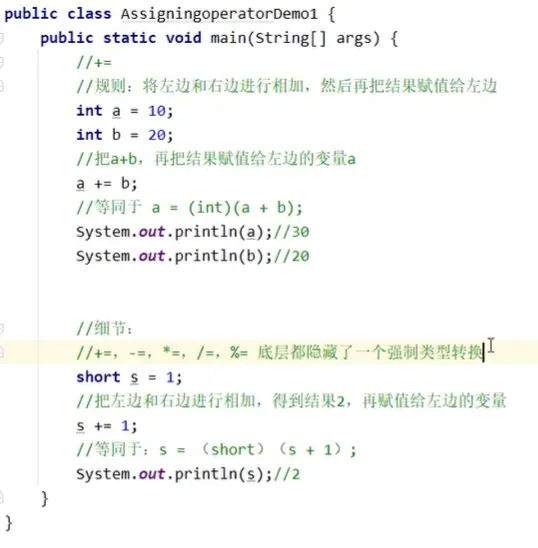 public class AssigningoperatorDemo1 {
    public static void main(String[] args) {
        //+=
        //规则：将左边和右边进行相加，然后再把结果赋值给左边
        int a = 10;
        int b = 20;
        //把a+b，再把结果赋值给左边的变量a
        a += b;
        //等同于 a = (int)(a + b);
        System.out.println(a);//30
        System.out.println(b);//20
        //细节：
        //+=，-=，*=，/=，%= 底层都隐藏了一个强制类型转换
        short s = 1;
        //把左边和右边进行相加，得到结果2，再赋值给左边的变量
        s += 1;
        //等同于：s = （short）（s + 1）;
        System.out.println(s);//2
    }
}